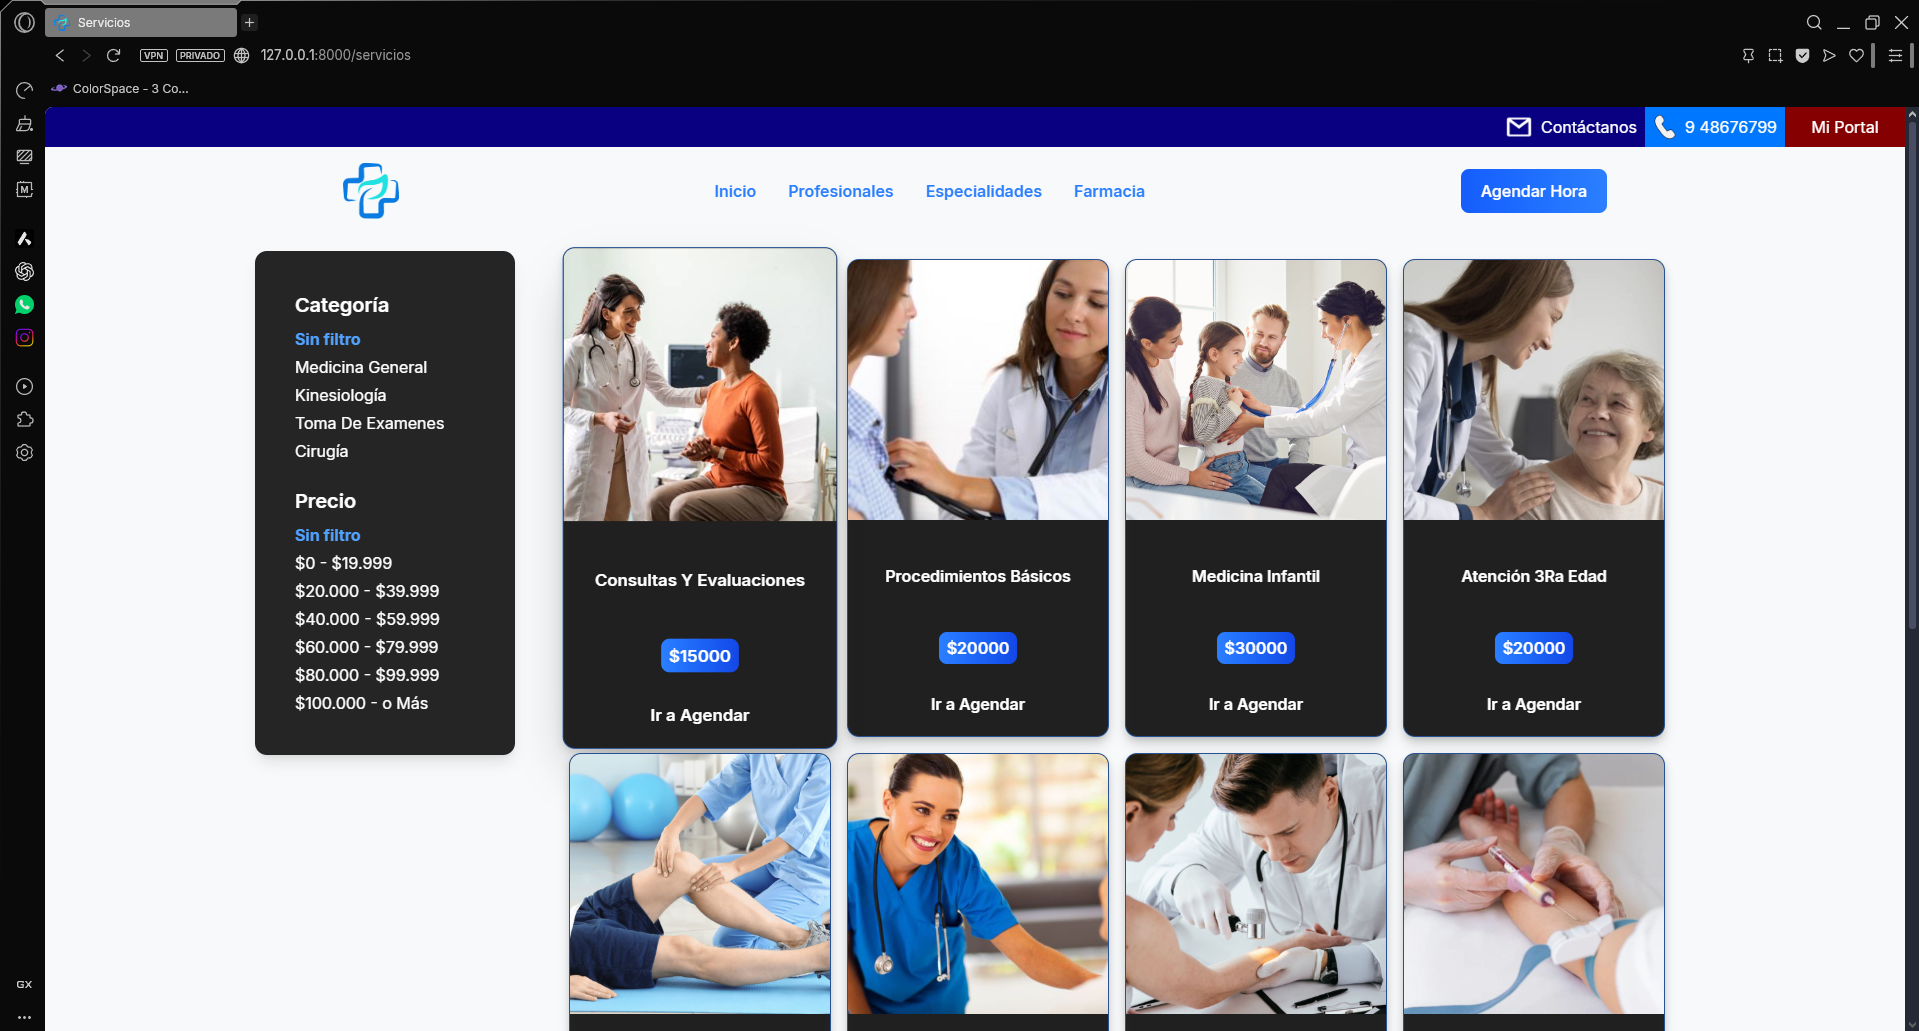 Servicios
VPN PRIVADO 127.0.0.1:8000/servicios
ColorSpace - 3 Co...
M
Contáctanos 9 48676799 Mi Portal
Inicio Profesionales Especialidades Farmacia Agendar Hora
Categoría
Sin filtro
Medicina General
Kinesiología
Toma De Examenes
Cirugía
Precio
Sin filtro
$0 - $19.999
$20.000 - $39.999
$40.000 - $59.999
$60.000 - $79.999
$80.000 - $99.999
$100.000 - o Más
Consultas Y Evaluaciones
$15000
Ir a Agendar
Procedimientos Básicos
$20000
Ir a Agendar
Medicina Infantil
$30000
Ir a Agendar
Atención 3Ra Edad
$20000
Ir a Agendar
GX